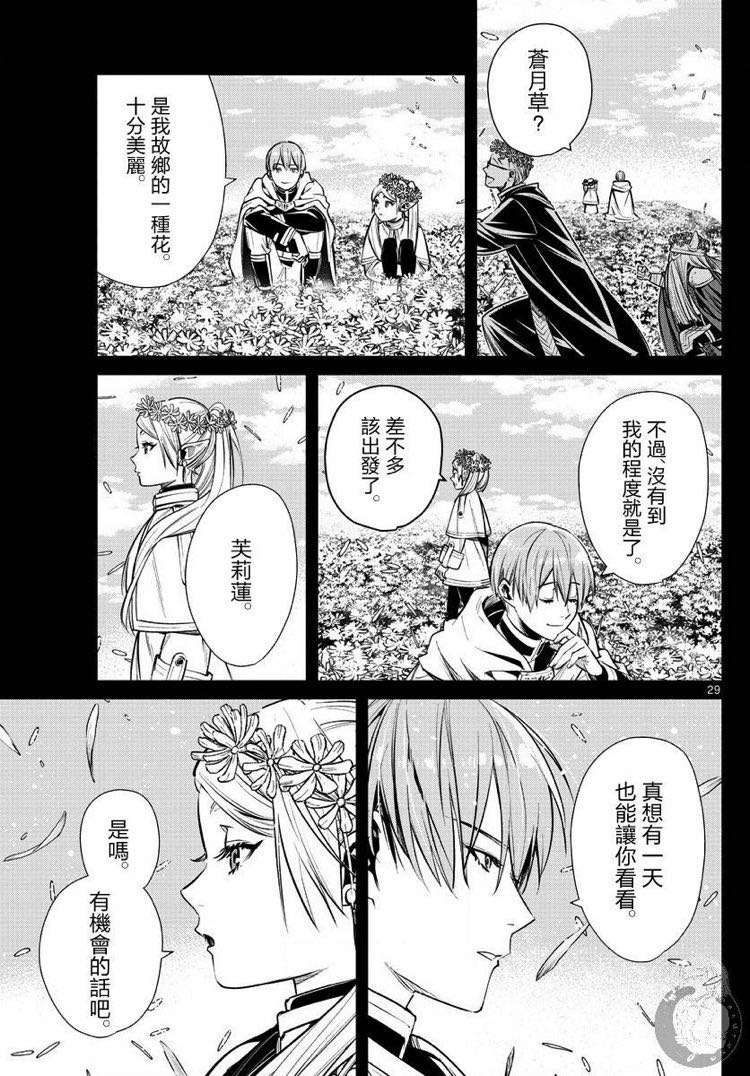 蒼月草?
是我故鄉的一種花。
十分美麗。
不過、沒有到
我的程度就是了。
差不多
該出發了。
芙莉蓮。
29
真想有一天
也能讓你看看。
是嗎。
有機會的話吧。